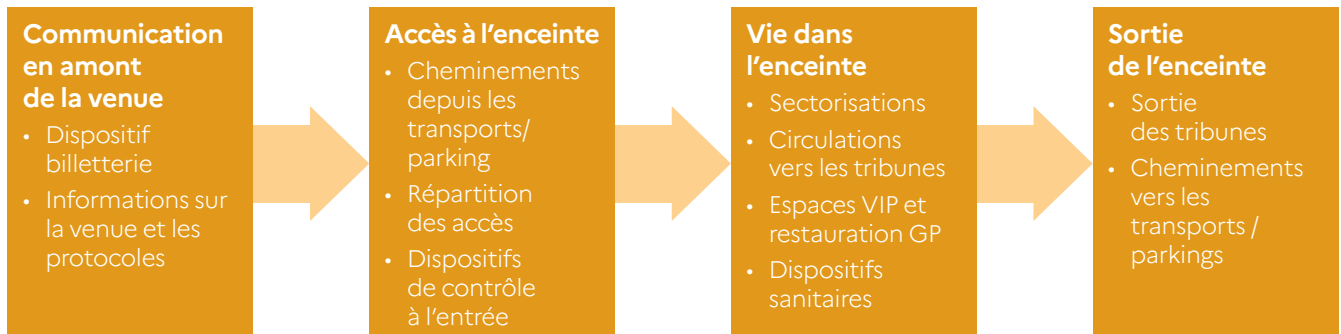 Communication
en amont
de la venue
• Dispositif
billetterie
• Informations sur
la venue et les
protocoles
Accès à l’enceinte
• Cheminements
depuis les
transports/
parking
• Répartition
des accès
• Dispositifs
de contrôle
à l’entrée
Vie dans
l’enceinte
• Sectorisations
• Circulations
vers les tribunes
• Espaces VIP et
restauration GP
• Dispositifs
sanitaires
Sortie
de l’enceinte
• Sortie
des tribunes
• Cheminements
vers les
transports /
parkings